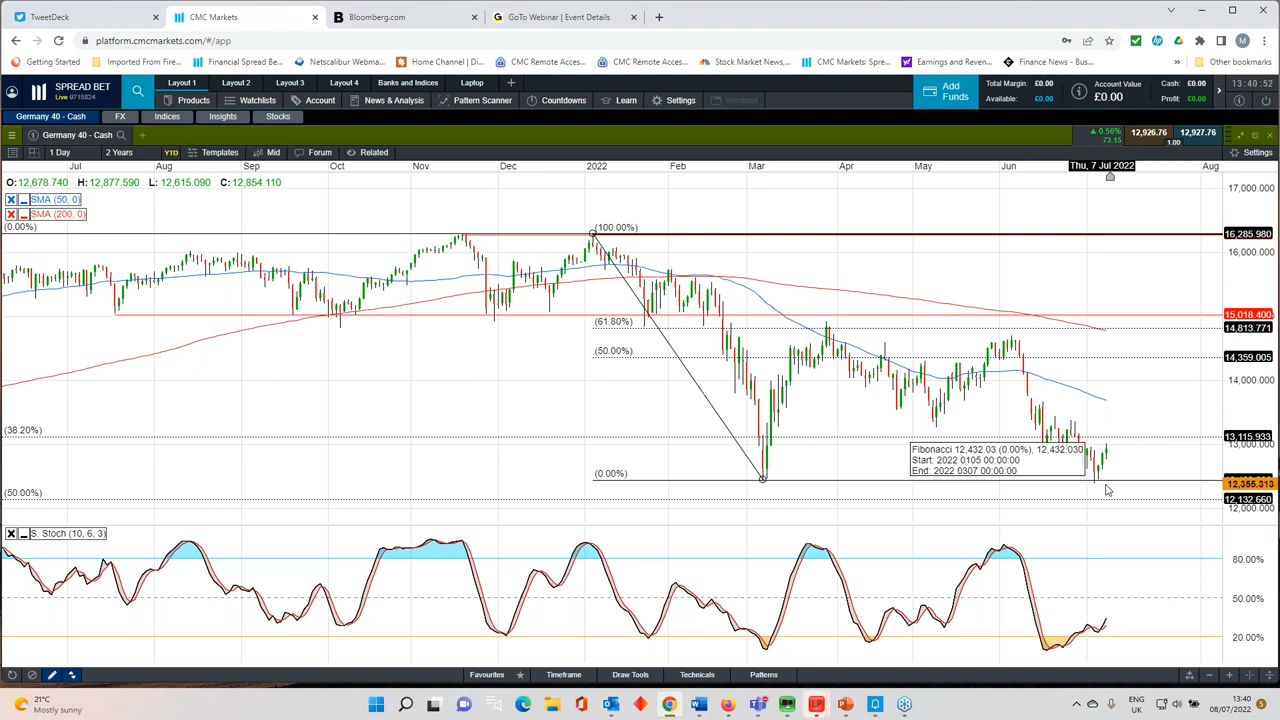 TweetDeck
CMC Markets
Bloomberg.com
GoTo Webinar | Event Details
platform.cmcmarkets.com/#/app
Getting Started
Imported From Fire...
Financial Spread Be...
Netscalibur Webma...
Home Channel | Di...
CMC Remote Acces...
CMC Remote Acces...
Stock Market News,...
CMC Markets: Spre...
Earnings and Reven...
Finance News - Bus...
Other bookmarks
SPREAD BET
Live 9715824
Layout 1
Layout 2
Layout 3
Layout 4
Banks and Indices
Laptop
Products
Watchlists
Account
News & Analysis
Pattern Scanner
Countdowns
Learn
Settings
Windows
Add Funds
Total Margin: £0.00
Available: £0.00
Account Value
£0.00
Cash: £0.00
Profit: £0.00
13:40:52
Germany 40 - Cash
FX
Indices
Insights
Stocks
Germany 40 - Cash
0.56%
73.15
12,926.76
12,927.76
1.00
1 Day
2 Years
YTD
Templates
Mid
Forum
Related
Settings
Jul
Aug
Sep
Oct
Nov
Dec
2022
Feb
Mar
Apr
May
Jun
Thu, 7 Jul 2022
Aug
O: 12,678.740 H: 12,877.590 L: 12,615.090 C: 12,854.110
SMA (50, 0)
SMA (200, 0)
(0.00%)
(100.00%)
(61.80%)
(50.00%)
(38.20%)
(0.00%)
(50.00%)
Fibonacci 12,432.03 (0.00%), 12,432.030
Start: 2022 0105 00:00:00
End: 2022 0307 00:00:00
17,000.000
16,285.980
16,000.000
15,018.400
14,813.771
14,359.005
14,000.000
13,115.933
13,000.000
12,355.313
12,132.660
12,000.000
S. Stoch (10, 6, 3)
80.00%
50.00%
20.00%
Favourites
Timeframe
Draw Tools
Technicals
Patterns
21°C
Mostly sunny
ENG
UK
13:40
08/07/2022